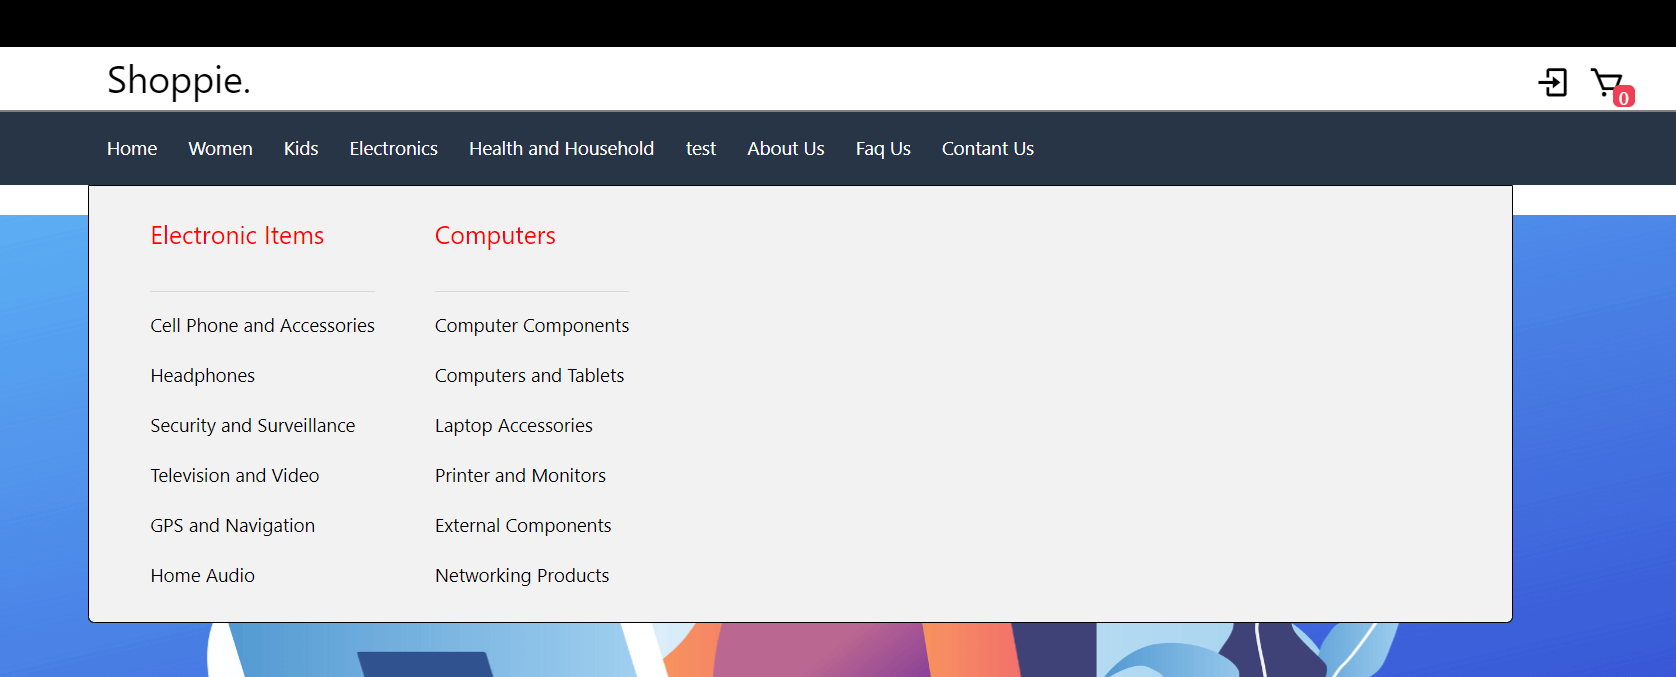 Shoppie.
0
Home Women Kids Electronics Health and Household test About Us Faq Us Contant Us
Electronic Items
Cell Phone and Accessories
Headphones
Security and Surveillance
Television and Video
GPS and Navigation
Home Audio
Computers
Computer Components
Computers and Tablets
Laptop Accessories
Printer and Monitors
External Components
Networking Products